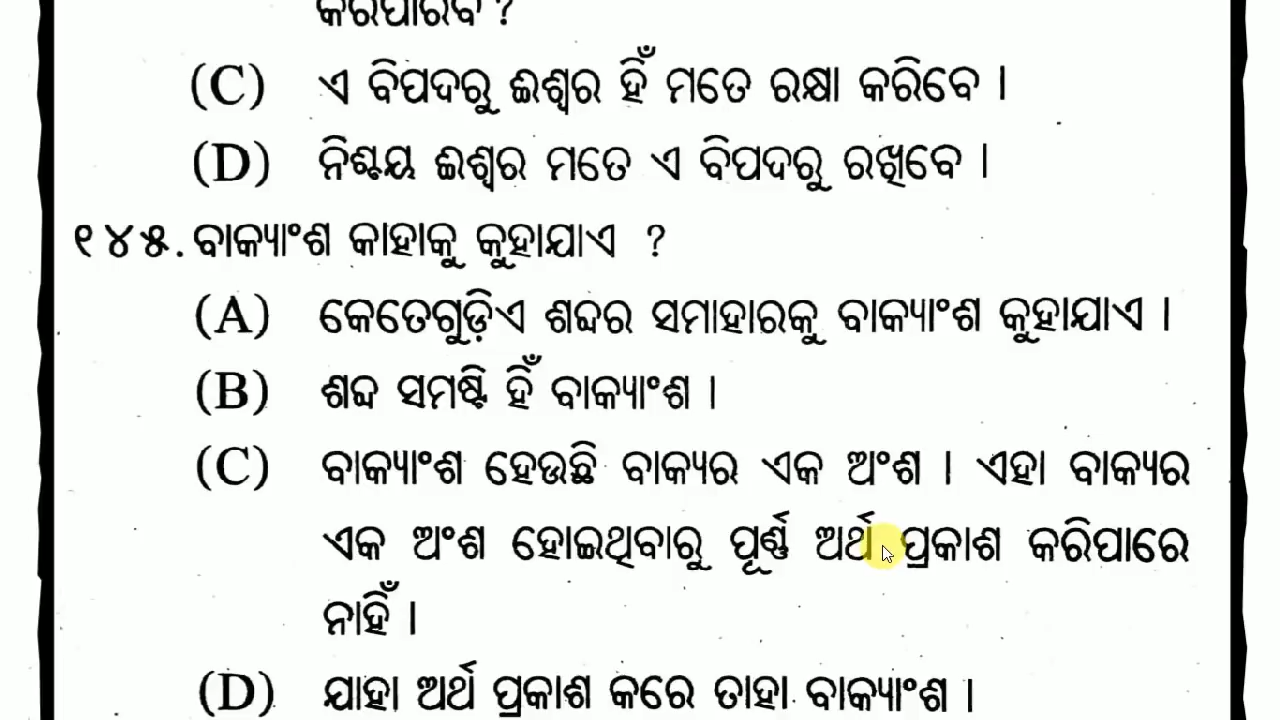 କରିପାରିବ ?
(C) ଏ ବିପଦରୁ ଈଶ୍ୱର ହିଁ ମତେ ରକ୍ଷା କରିବେ ।
(D) ନିଶ୍ଚୟ ଈଶ୍ୱର ମତେ ଏ ବିପଦରୁ ରଖିବେ ।
୧୪୫. ବାକ୍ୟାଂଶ କାହାକୁ କୁହାଯାଏ ?
(A) କେତେଗୁଡ଼ିଏ ଶବ୍ଦର ସମାହାରକୁ ବାକ୍ୟାଂଶ କୁହାଯାଏ ।
(B) ଶବ୍ଦ ସମଷ୍ଟି ହିଁ ବାକ୍ୟାଂଶ ।
(C) ବାକ୍ୟାଂଶ ହେଉଛି ବାକ୍ୟର ଏକ ଅଂଶ । ଏହା ବାକ୍ୟର
ଏକ ଅଂଶ ହୋଇଥିବାରୁ ପୂର୍ଣ୍ଣ ଅର୍ଥ ପ୍ରକାଶ କରିପାରେ
ନାହିଁ ।
(D) ଯାହା ଅର୍ଥ ପ୍ରକାଶ କରେ ତାହା ବାକ୍ୟାଂଶ ।